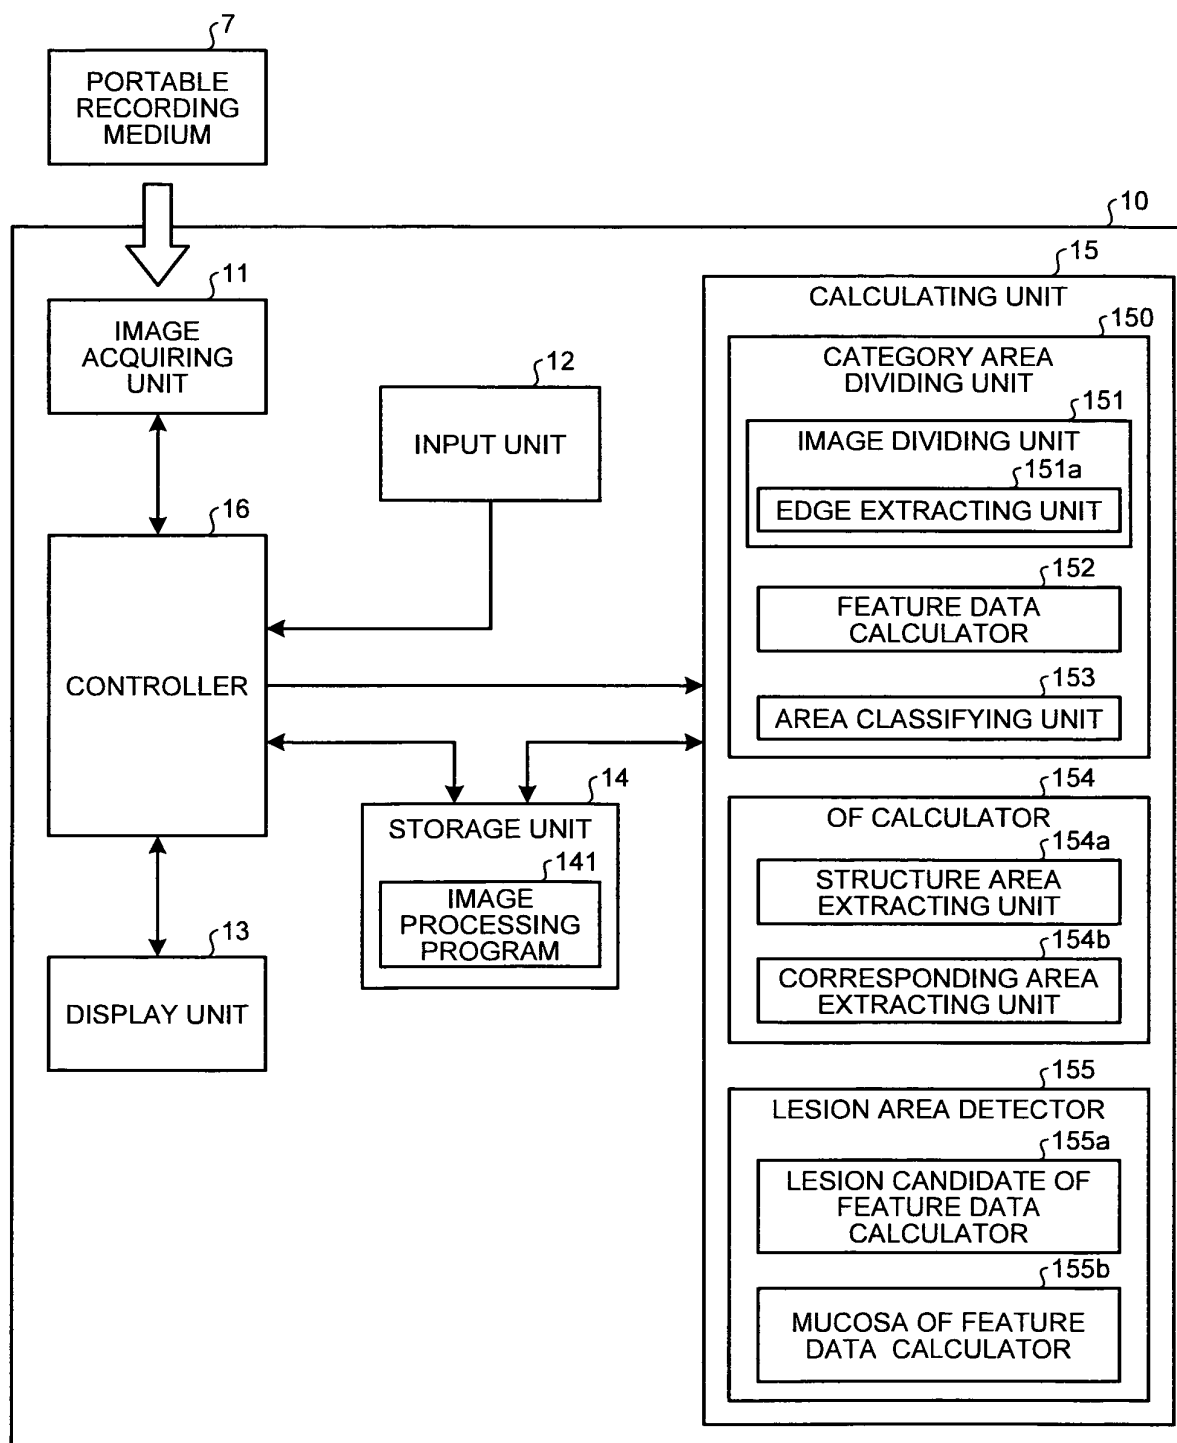 7
PORTABLE
RECORDING
MEDIUM
10
11
IMAGE
ACQUIRING
UNIT
12
INPUT UNIT
16
CONTROLLER
13
DISPLAY UNIT
14
STORAGE UNIT
141
IMAGE
PROCESSING
PROGRAM
15
CALCULATING UNIT
150
CATEGORY AREA
DIVIDING UNIT
151
IMAGE DIVIDING UNIT
151a
EDGE EXTRACTING UNIT
152
FEATURE DATA
CALCULATOR
153
AREA CLASSIFYING UNIT
154
OF CALCULATOR
154a
STRUCTURE AREA
EXTRACTING UNIT
154b
CORRESPONDING AREA
EXTRACTING UNIT
155
LESION AREA DETECTOR
155a
LESION CANDIDATE OF
FEATURE DATA
CALCULATOR
155b
MUCOSA OF FEATURE
DATA CALCULATOR